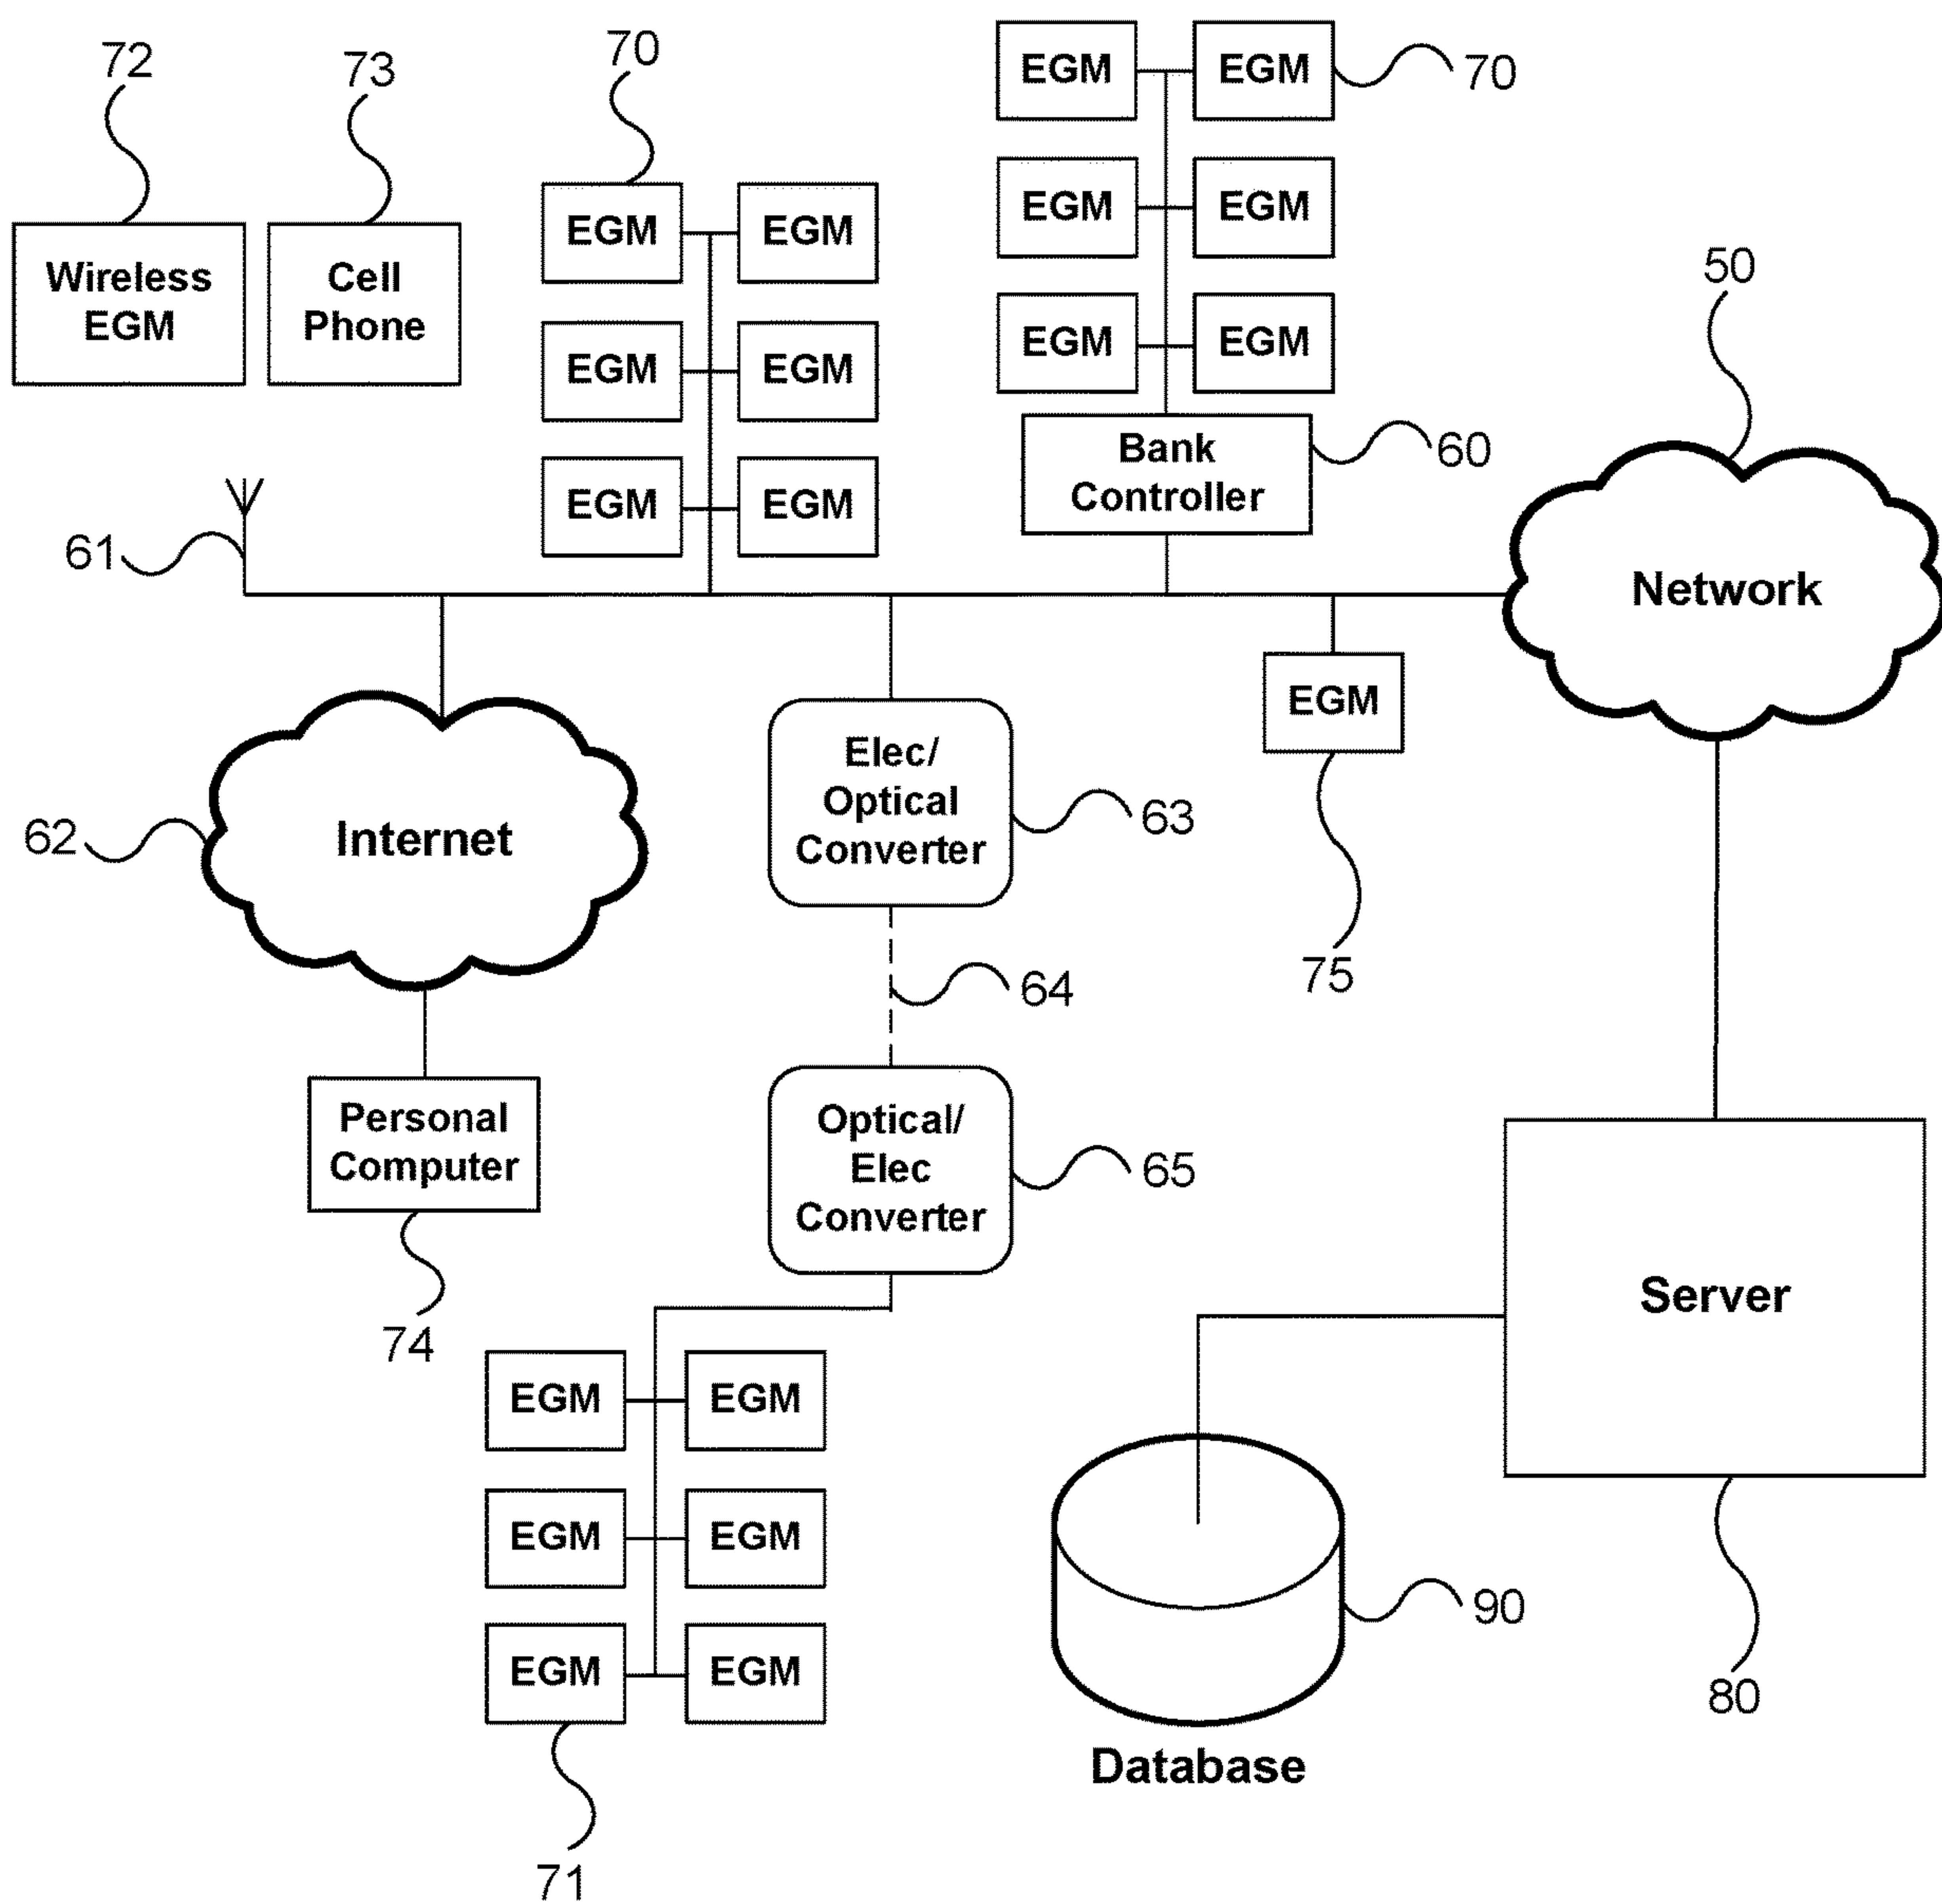 72
73
70
EGM
EGM
70
Wireless
EGM
Cell
Phone
EGM
EGM
EGM
EGM
EGM
EGM
EGM
EGM
EGM
EGM
50
Bank
Controller
60
61
Network
Internet
62
Elec/
Optical
Converter
63
EGM
75
64
Personal
Computer
74
Optical/
Elec
Converter
65
Server
80
EGM
EGM
EGM
EGM
EGM
EGM
71
90
Database